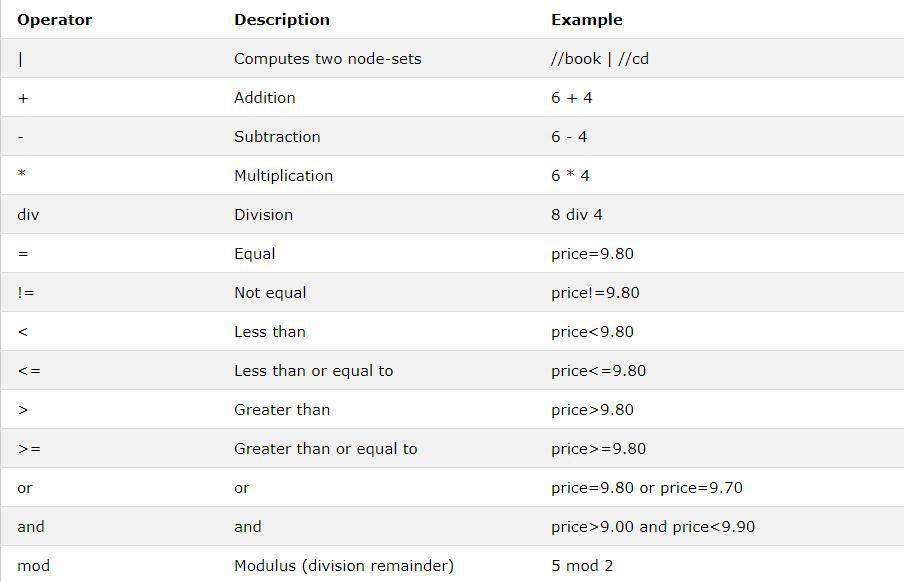 Operator Description Example
| Computes two node-sets //book | //cd
+ Addition 6 + 4
- Subtraction 6 - 4
* Multiplication 6 * 4
div Division 8 div 4
= Equal price=9.80
!= Not equal price!=9.80
< Less than price<9.80
<= Less than or equal to price<=9.80
> Greater than price>9.80
>= Greater than or equal to price>=9.80
or or price=9.80 or price=9.70
and and price>9.00 and price<9.90
mod Modulus (division remainder) 5 mod 2